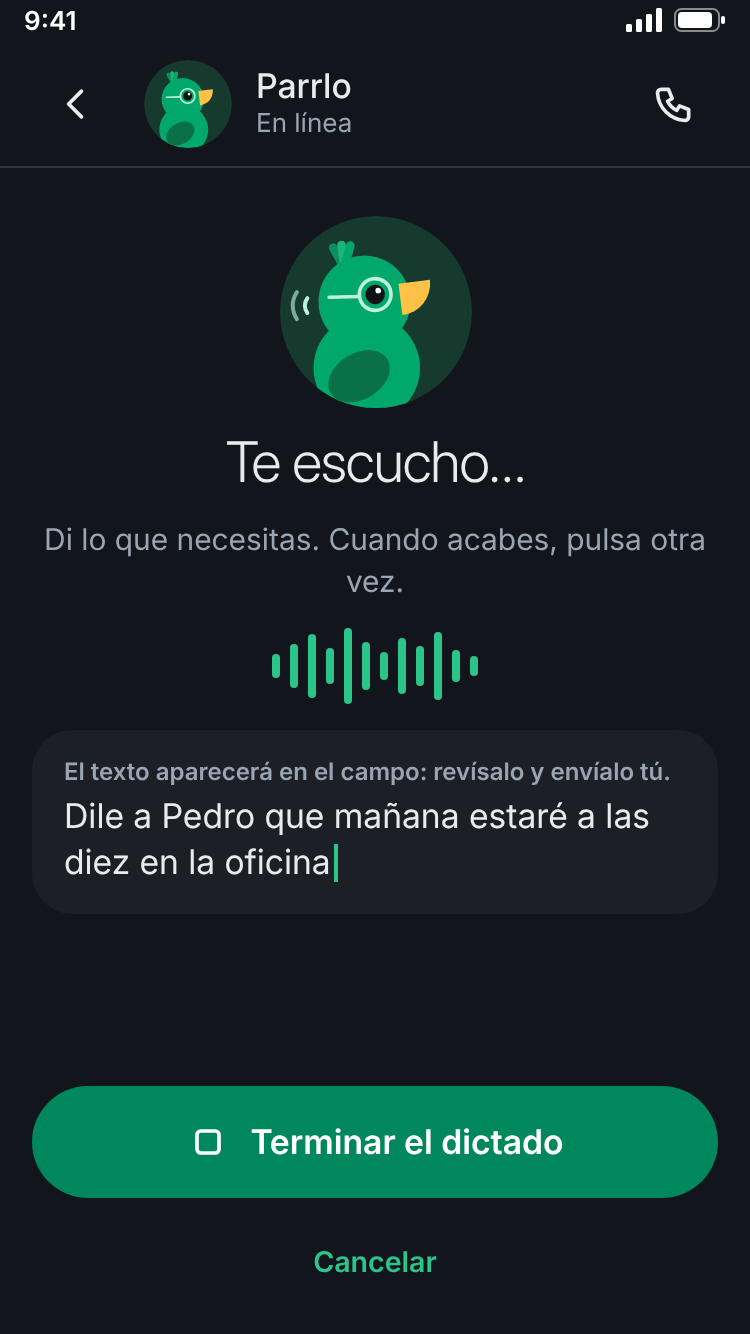 9:41
Parrlo
En línea
Te escucho...
Di lo que necesitas. Cuando acabes, pulsa otra
vez.
El texto aparecerá en el campo: revísalo y envíalo tú.
Dile a Pedro que mañana estaré a las
diez en la oficina
Terminar el dictado
Cancelar